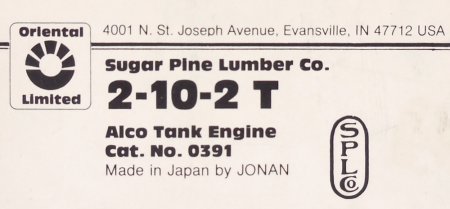 Oriental
Limited
4001 N. St. Joseph Avenue, Evansville, IN 47712 USA
Sugar Pine Lumber Co.
2-10-2 T
Alco Tank Engine
Cat. No. 0391
Made in Japan by JONAN
SPLCo